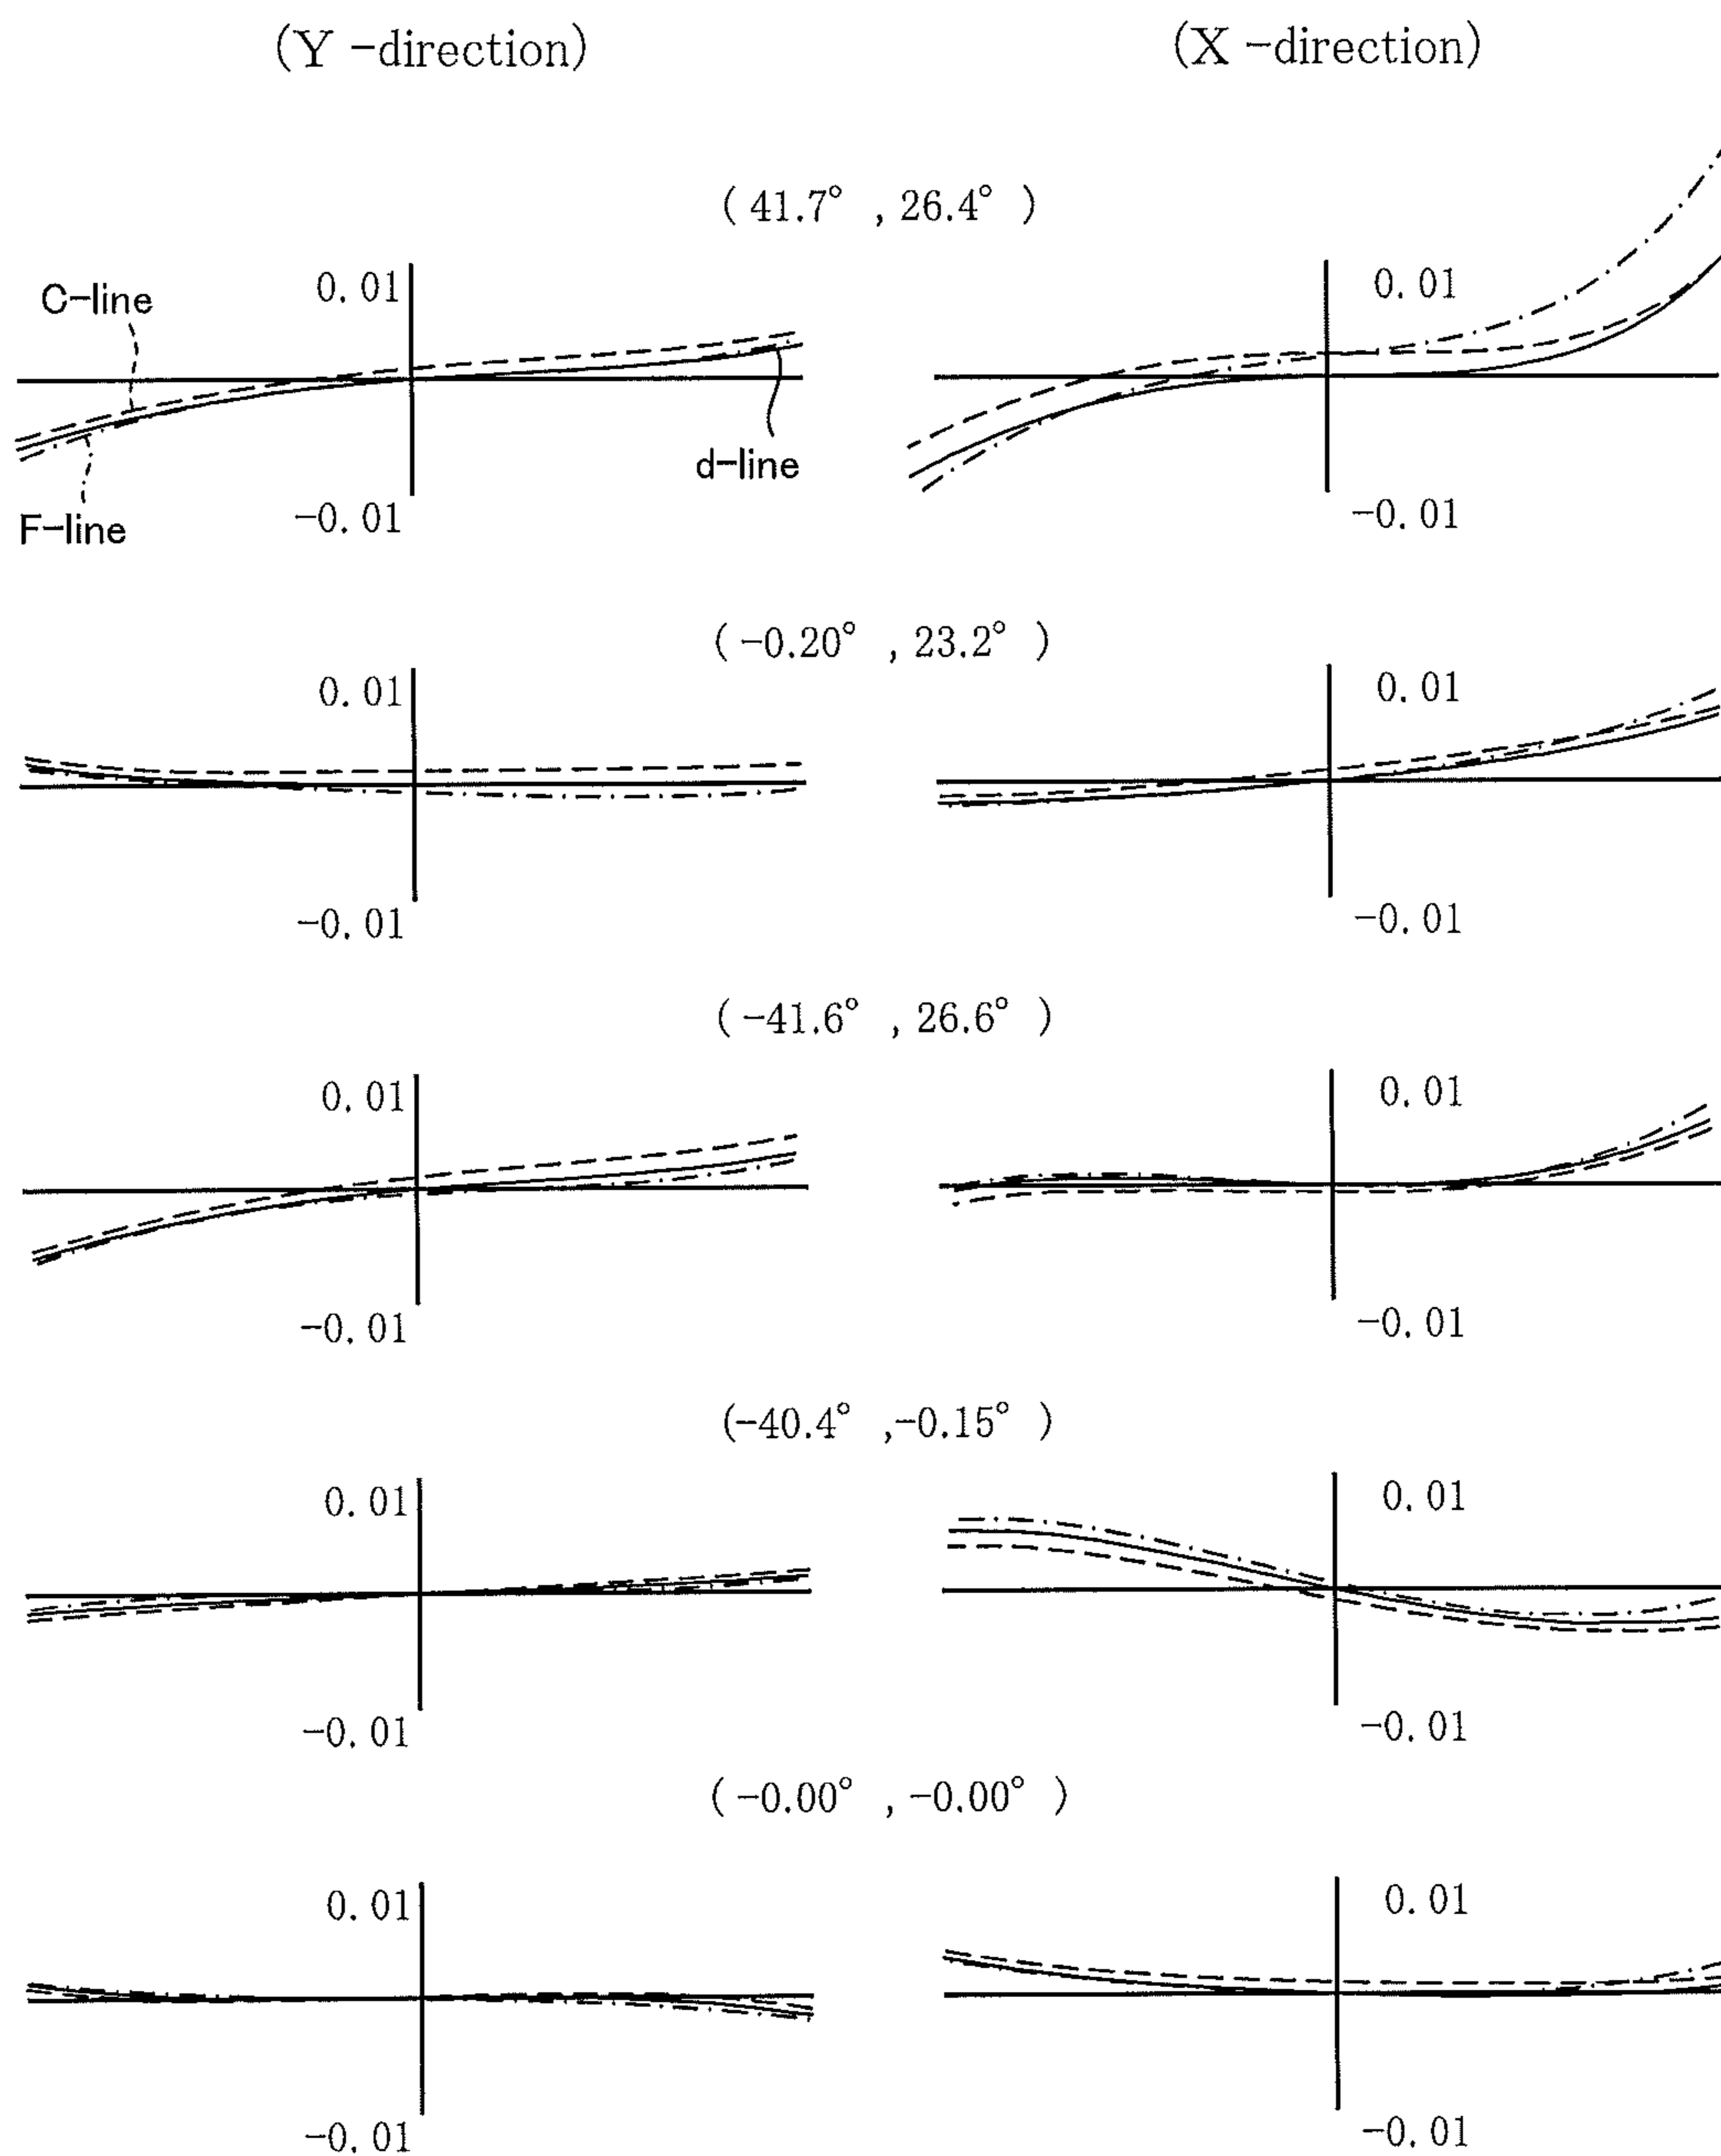 (Y -direction) (X -direction)
( 41.7° , 26.4° )
0.01 0.01
C-line
d-line
-0.01 -0.01
F-line
( -0.20° , 23.2° )
0.01 0.01
-0.01 -0.01
( -41.6° , 26.6° )
0.01 0.01
-0.01 -0.01
(-40.4° ,-0.15° )
0.01 0.01
-0.01 -0.01
( -0.00° , -0.00° )
0.01 0.01
-0.01 -0.01